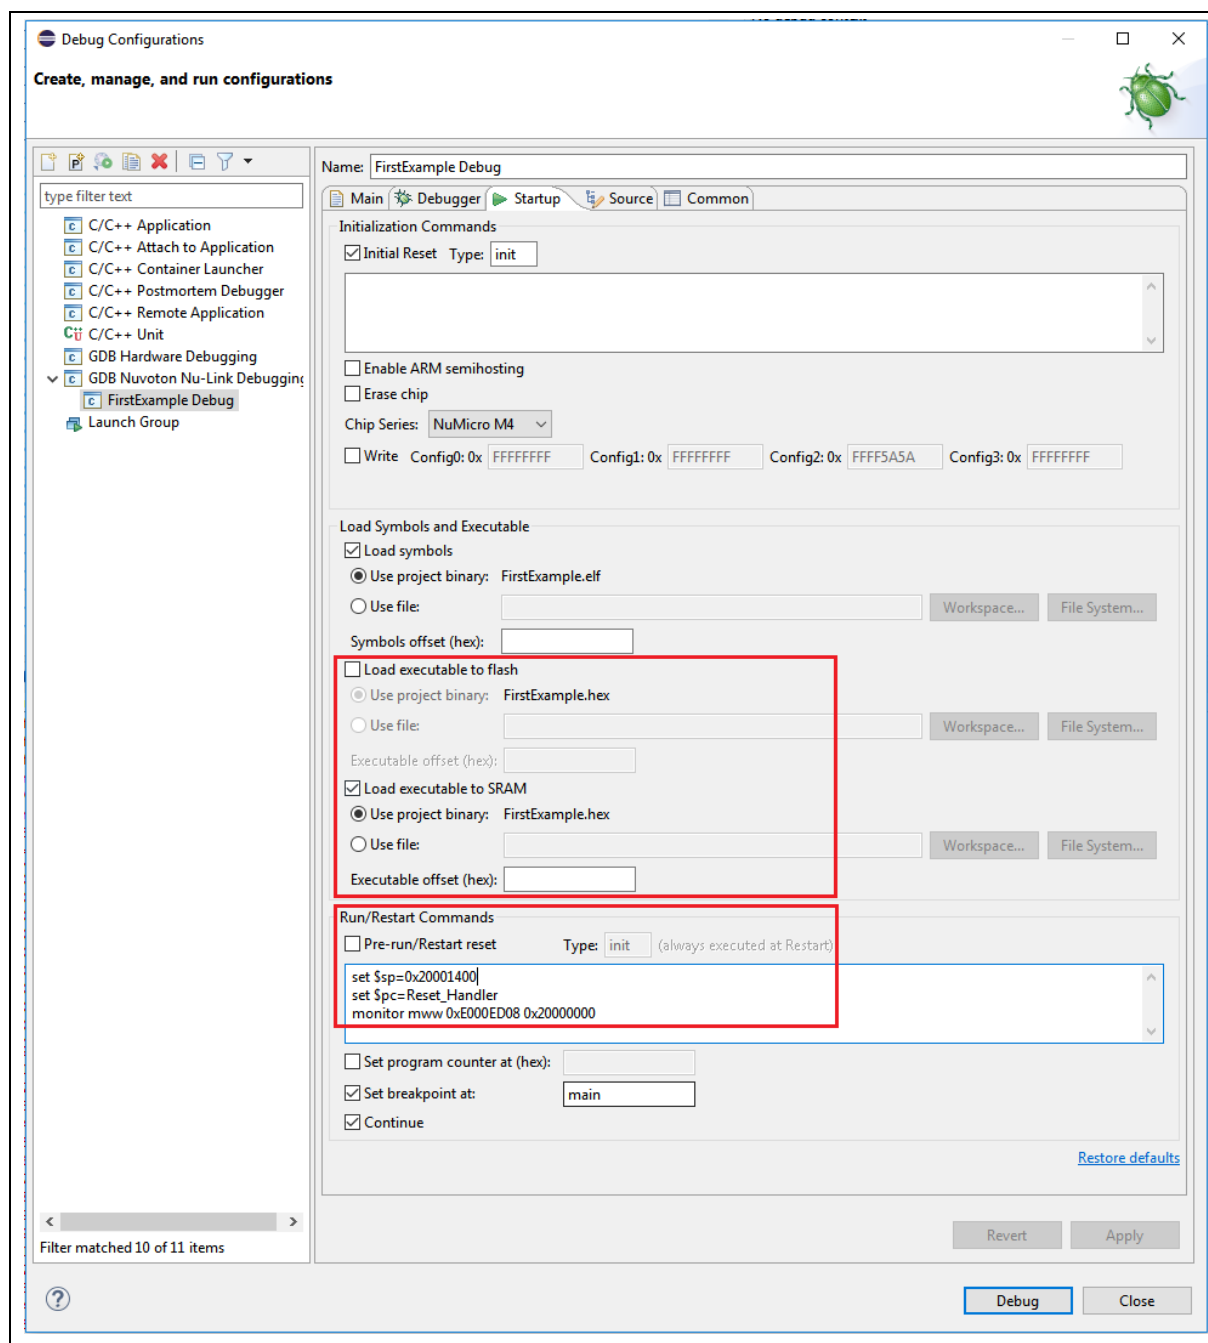 Debug Configurations
Create, manage, and run configurations
type filter text
C/C++ Application
C/C++ Attach to Application
C/C++ Container Launcher
C/C++ Postmortem Debugger
C/C++ Remote Application
C/C++ Unit
GDB Hardware Debugging
GDB Nuvoton Nu-Link Debugging
FirstExample Debug
Launch Group
Filter matched 10 of 11 items
Name: FirstExample Debug
Main Debugger Startup Source Common
Initialization Commands
Initial Reset Type: init
Enable ARM semihosting
Erase chip
Chip Series: NuMicro M4
Write Config0: 0x FFFFFFFF Config1: 0x FFFFFFFF Config2: 0x FFFF5A5A Config3: 0x FFFFFFFF
Load Symbols and Executable
Load symbols
Use project binary: FirstExample.elf
Use file: Workspace... File System...
Symbols offset (hex):
Load executable to flash
Use project binary: FirstExample.hex
Use file: Workspace... File System...
Executable offset (hex):
Load executable to SRAM
Use project binary: FirstExample.hex
Use file: Workspace... File System...
Executable offset (hex):
Run/Restart Commands
Pre-run/Restart reset Type: init (always executed at Restart)
set $sp=0x20001400
set $pc=Reset_Handler
monitor mww 0xE000ED08 0x20000000
Set program counter at (hex):
Set breakpoint at: main
Continue
Restore defaults
Revert Apply
Debug Close